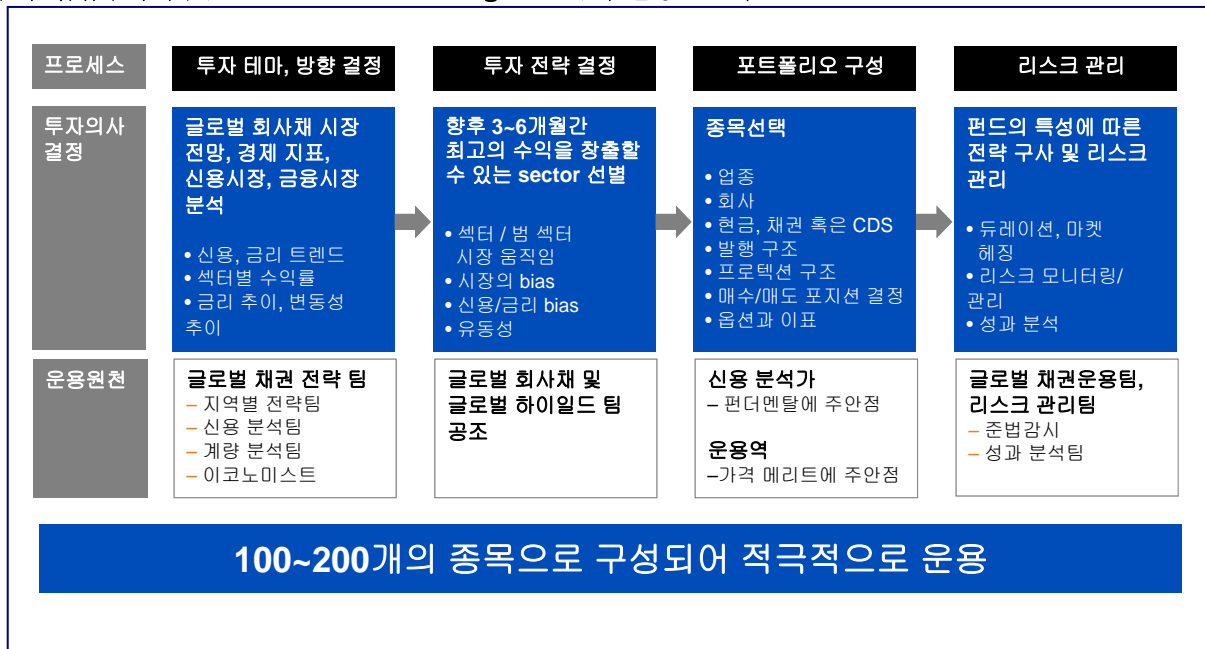 프로세스
투자 테마, 방향 결정
투자 전략 결정
포트폴리오 구성
리스크 관리
투자의사
결정
글로벌 회사채 시장
전망, 경제 지표,
신용시장, 금융시장
분석
• 신용, 금리 트렌드
• 섹터별 수익률
• 금리 추이, 변동성
추이
향후 3~6개월간
최고의 수익을 창출할
수 있는 sector 선별
• 섹터 / 범 섹터
시장 움직임
• 시장의 bias
• 신용/금리 bias
• 유동성
종목선택
• 업종
• 회사
• 현금, 채권 혹은 CDS
• 발행 구조
• 프로텍션 구조
• 매수/매도 포지션 결정
• 옵션과 이표
펀드의 특성에 따른
전략 구사 및 리스크
관리
• 듀레이션, 마켓
헤징
• 리스크 모니터링/
관리
• 성과 분석
운용원천
글로벌 채권 전략 팀
– 지역별 전략팀
– 신용 분석팀
– 계량 분석팀
– 이코노미스트
글로벌 회사채 및
글로벌 하이일드 팀
공조
신용 분석가
– 펀더멘탈에 주안점
운용역
–가격 메리트에 주안점
글로벌 채권운용팀,
리스크 관리팀
– 준법감시
– 성과 분석팀
100~200개의 종목으로 구성되어 적극적으로 운용